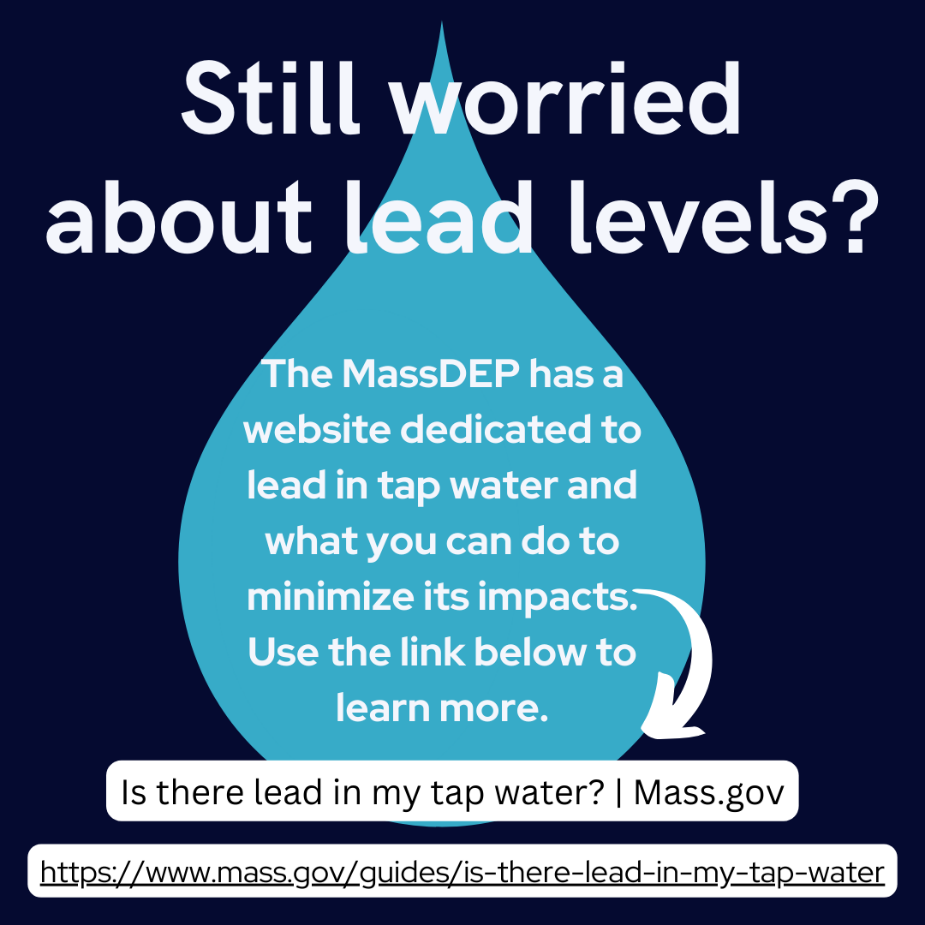 Still worried
about lead levels?
The MassDEP has a
website dedicated to
lead in tap water and
what you can do to
minimize its impacts.
Use the link below to
learn more.
Is there lead in my tap water? | Mass.gov
https://www.mass.gov/guides/is-there-lead-in-my-tap-water